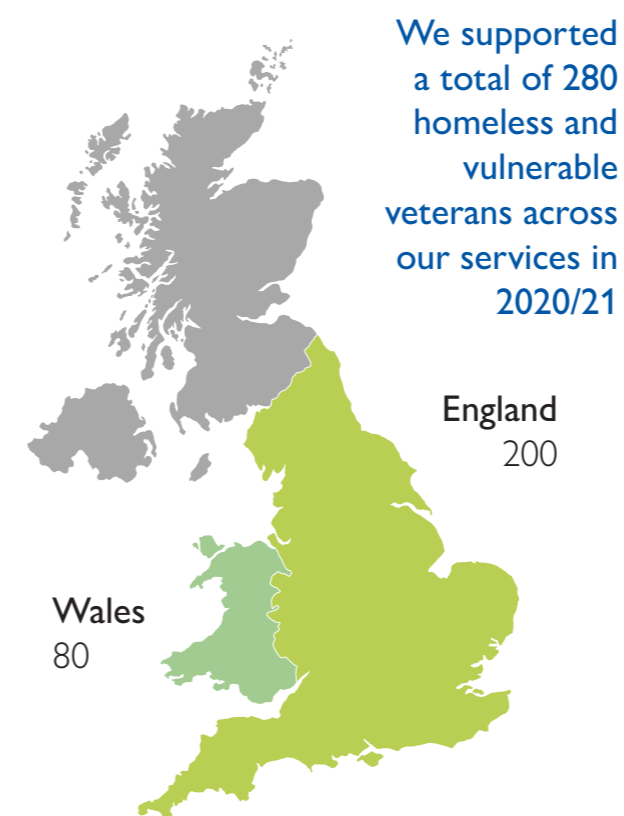 We supported
a total of 280
homeless and
vulnerable
veterans across
our services in
2020/21
England
200
Wales
80